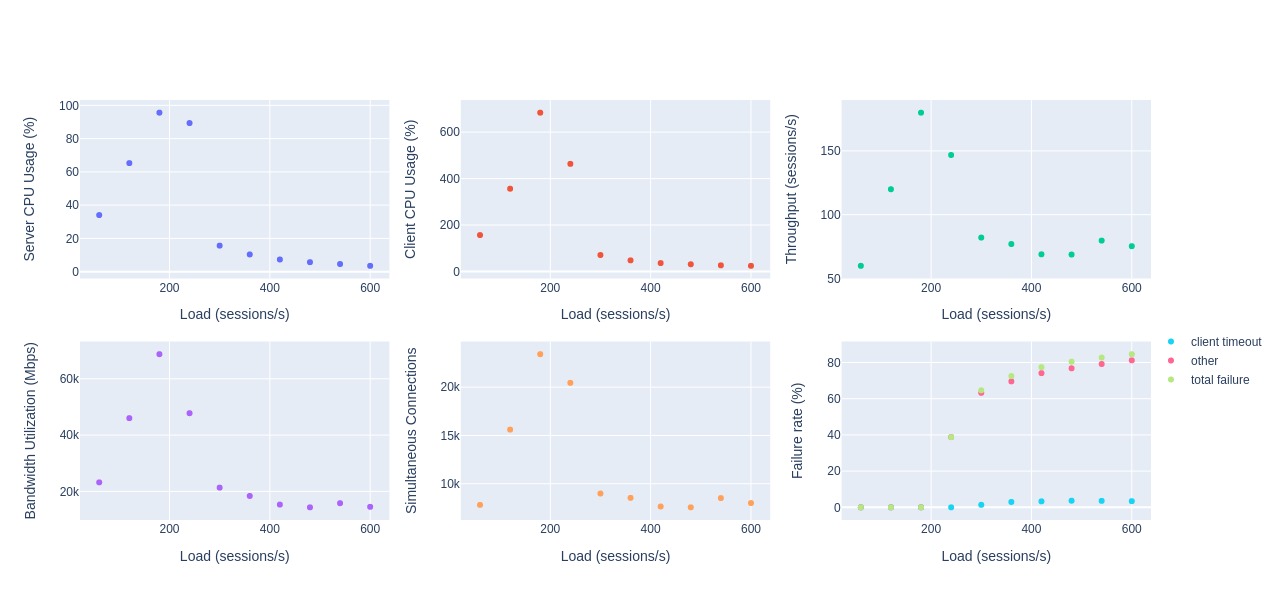 Server CPU Usage (%)
100
80
60
40
20
0
200
400
600
Load (sessions/s)
Client CPU Usage (%)
600
400
200
0
200
400
600
Load (sessions/s)
Throughput (sessions/s)
150
100
50
200
400
600
Load (sessions/s)
Bandwidth Utilization (Mbps)
60k
40k
20k
200
400
600
Load (sessions/s)
Simultaneous Connections
20k
15k
10k
200
400
600
Load (sessions/s)
Failure rate (%)
80
60
40
20
0
200
400
600
Load (sessions/s)
client timeout
other
total failure